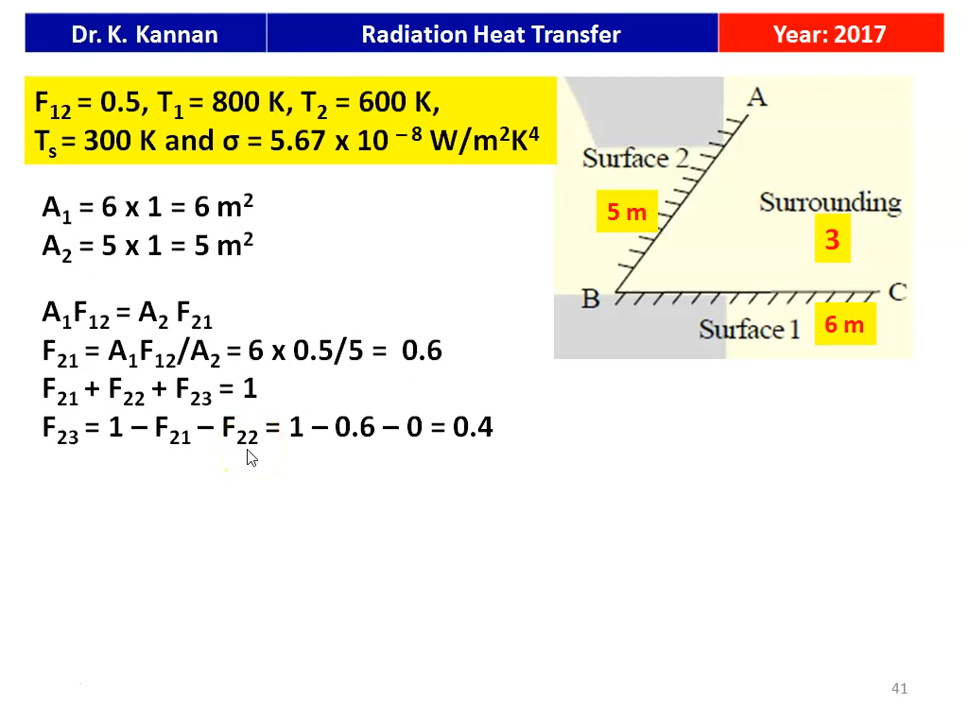 Dr. K. Kannan
Radiation Heat Transfer
Year: 2017
F₁₂ = 0.5, T₁ = 800 K, T₂ = 600 K,
Tₛ = 300 K and σ = 5.67 x 10 ⁻⁸ W/m²K⁴
A₁ = 6 x 1 = 6 m²
A₂ = 5 x 1 = 5 m²
A₁F₁₂ = A₂ F₂₁
F₂₁ = A₁F₁₂/A₂ = 6 x 0.5/5 = 0.6
F₂₁ + F₂₂ + F₂₃ = 1
F₂₃ = 1 – F₂₁ – F₂₂ = 1 – 0.6 – 0 = 0.4
A
Surface 2
5 m
Surrounding
3
B
C
Surface 1
6 m
41